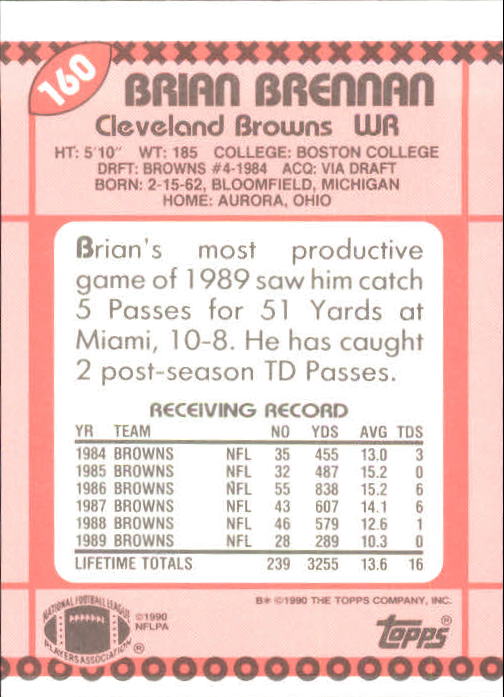 160
BRIAN BRENNAN
Cleveland Browns WR
HT: 5'10" WT: 185 COLLEGE: BOSTON COLLEGE
DRFT: BROWNS #4-1984 ACQ: VIA DRAFT
BORN: 2-15-62, BLOOMFIELD, MICHIGAN
HOME: AURORA, OHIO
Brian's most productive
game of 1989 saw him catch
5 Passes for 51 Yards at
Miami, 10-8. He has caught
2 post-season TD Passes.
RECEIVING RECORD
YR TEAM NO YDS AVG TDS
1984 BROWNS NFL 35 455 13.0 3
1985 BROWNS NFL 32 487 15.2 0
1986 BROWNS NFL 55 838 15.2 6
1987 BROWNS NFL 43 607 14.1 6
1988 BROWNS NFL 46 579 12.6 1
1989 BROWNS NFL 28 289 10.3 0
LIFETIME TOTALS 239 3255 13.6 16
B* ©1990 THE TOPPS COMPANY, INC.
NATIONAL FOOTBALL LEAGUE
PLAYERS ASSOCIATION ®
©1990
NFLPA
topps®